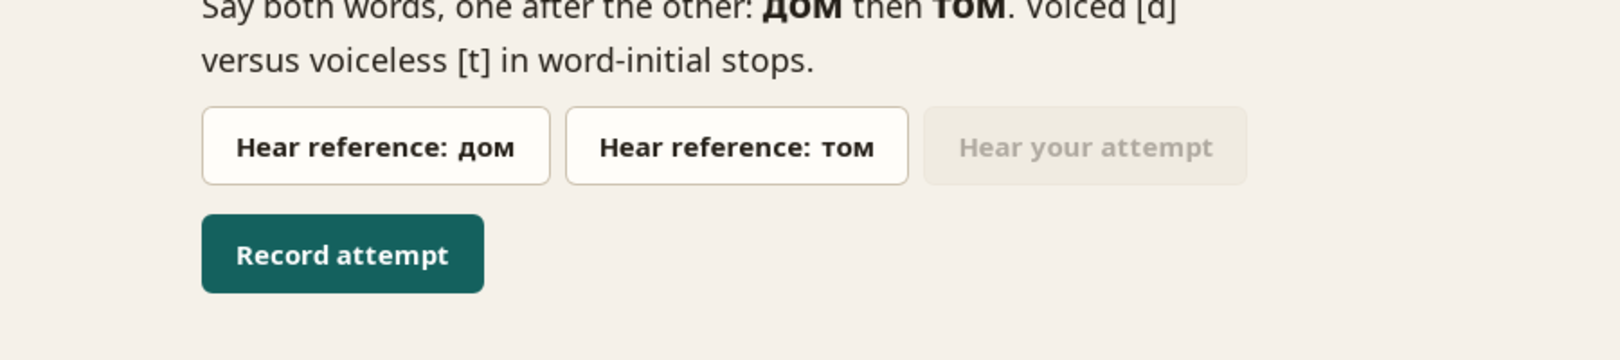 Say both words, one after the other: дом then том. Voiced [d]
versus voiceless [t] in word-initial stops.
Hear reference: дом
Hear reference: том
Hear your attempt
Record attempt